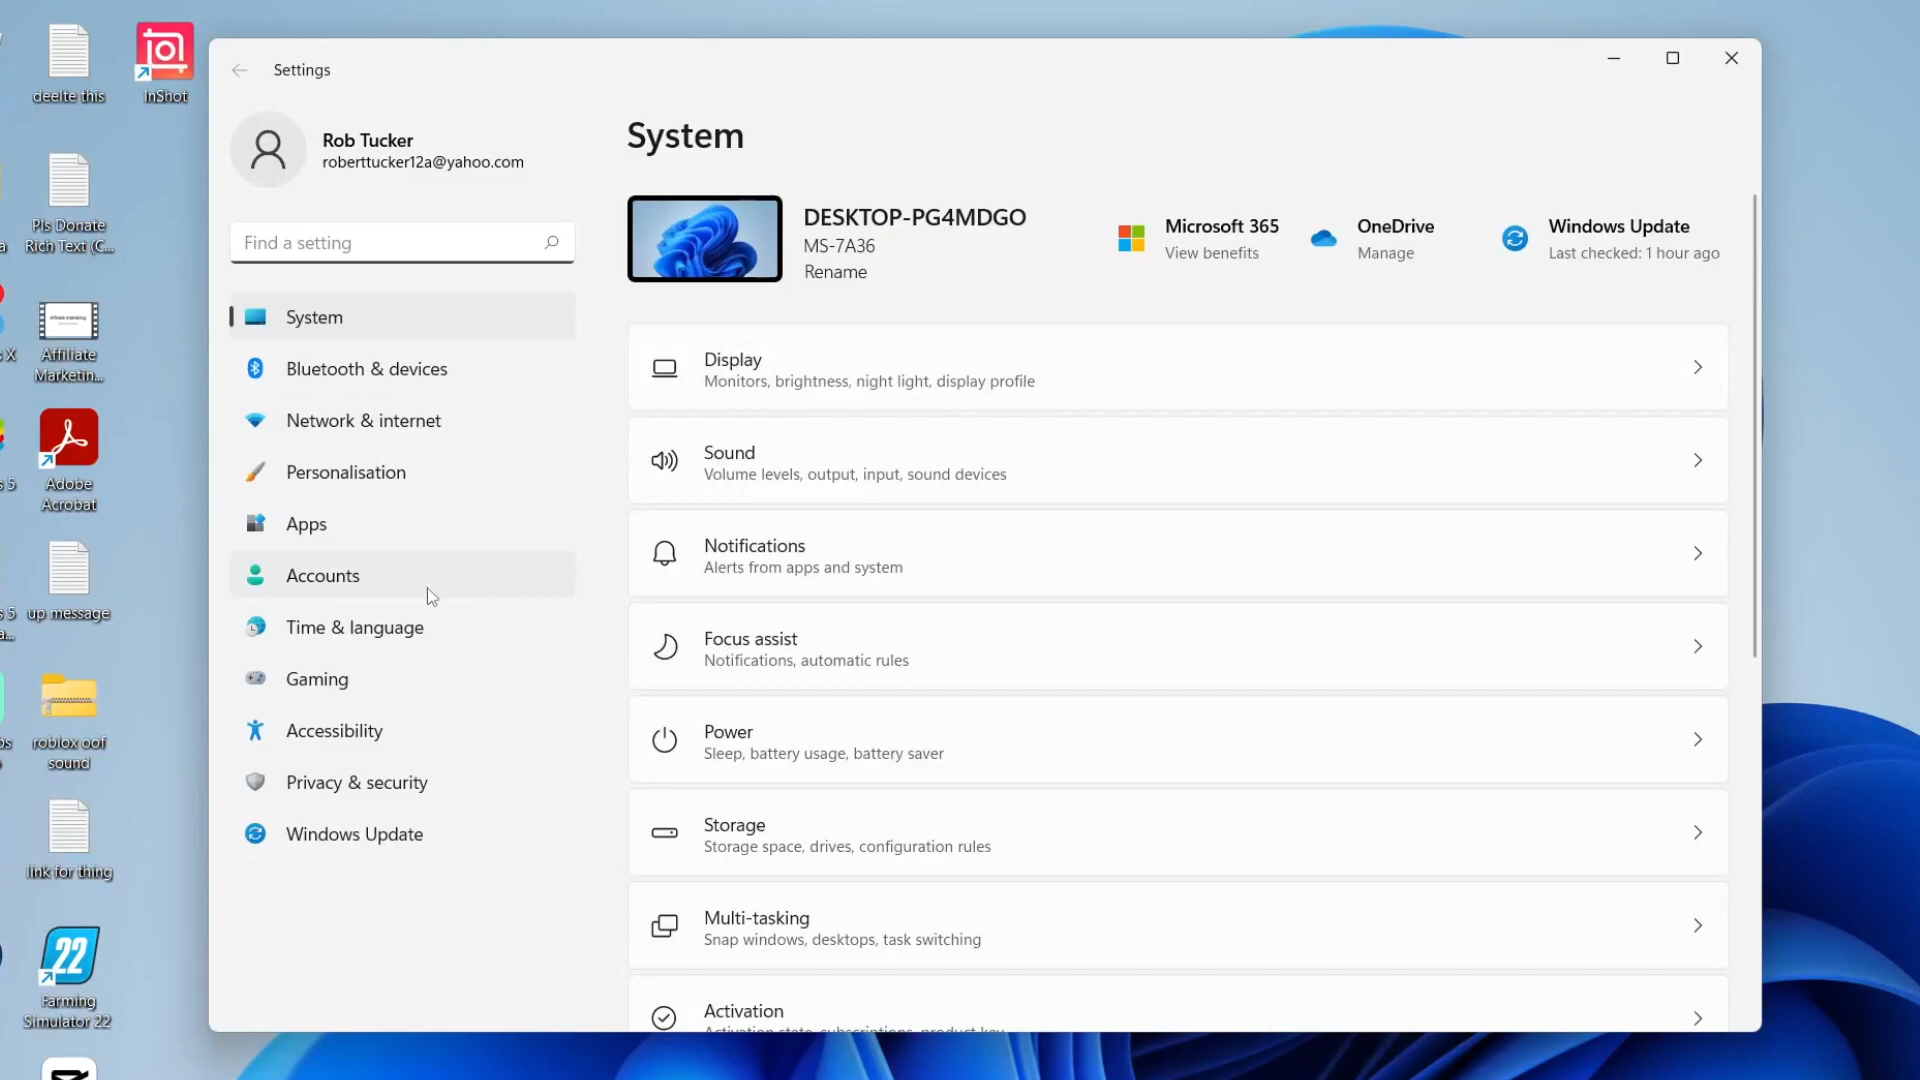 deelte this
InShot
Pls Donate
Rich Text (C...
Affiliate
Marketin...
Adobe
Acrobat
up message
roblox oof
sound
link for thing
22
Farming
Simulator 22
Settings
Rob Tucker
roberttucker12a@yahoo.com
Find a setting
System
Bluetooth & devices
Network & internet
Personalisation
Apps
Accounts
Time & language
Gaming
Accessibility
Privacy & security
Windows Update
System
DESKTOP-PG4MDGO
MS-7A36
Rename
Microsoft 365
View benefits
OneDrive
Manage
Windows Update
Last checked: 1 hour ago
Display
Monitors, brightness, night light, display profile
Sound
Volume levels, output, input, sound devices
Notifications
Alerts from apps and system
Focus assist
Notifications, automatic rules
Power
Sleep, battery usage, battery saver
Storage
Storage space, drives, configuration rules
Multi-tasking
Snap windows, desktops, task switching
Activation
Activation state, subscriptions, product key